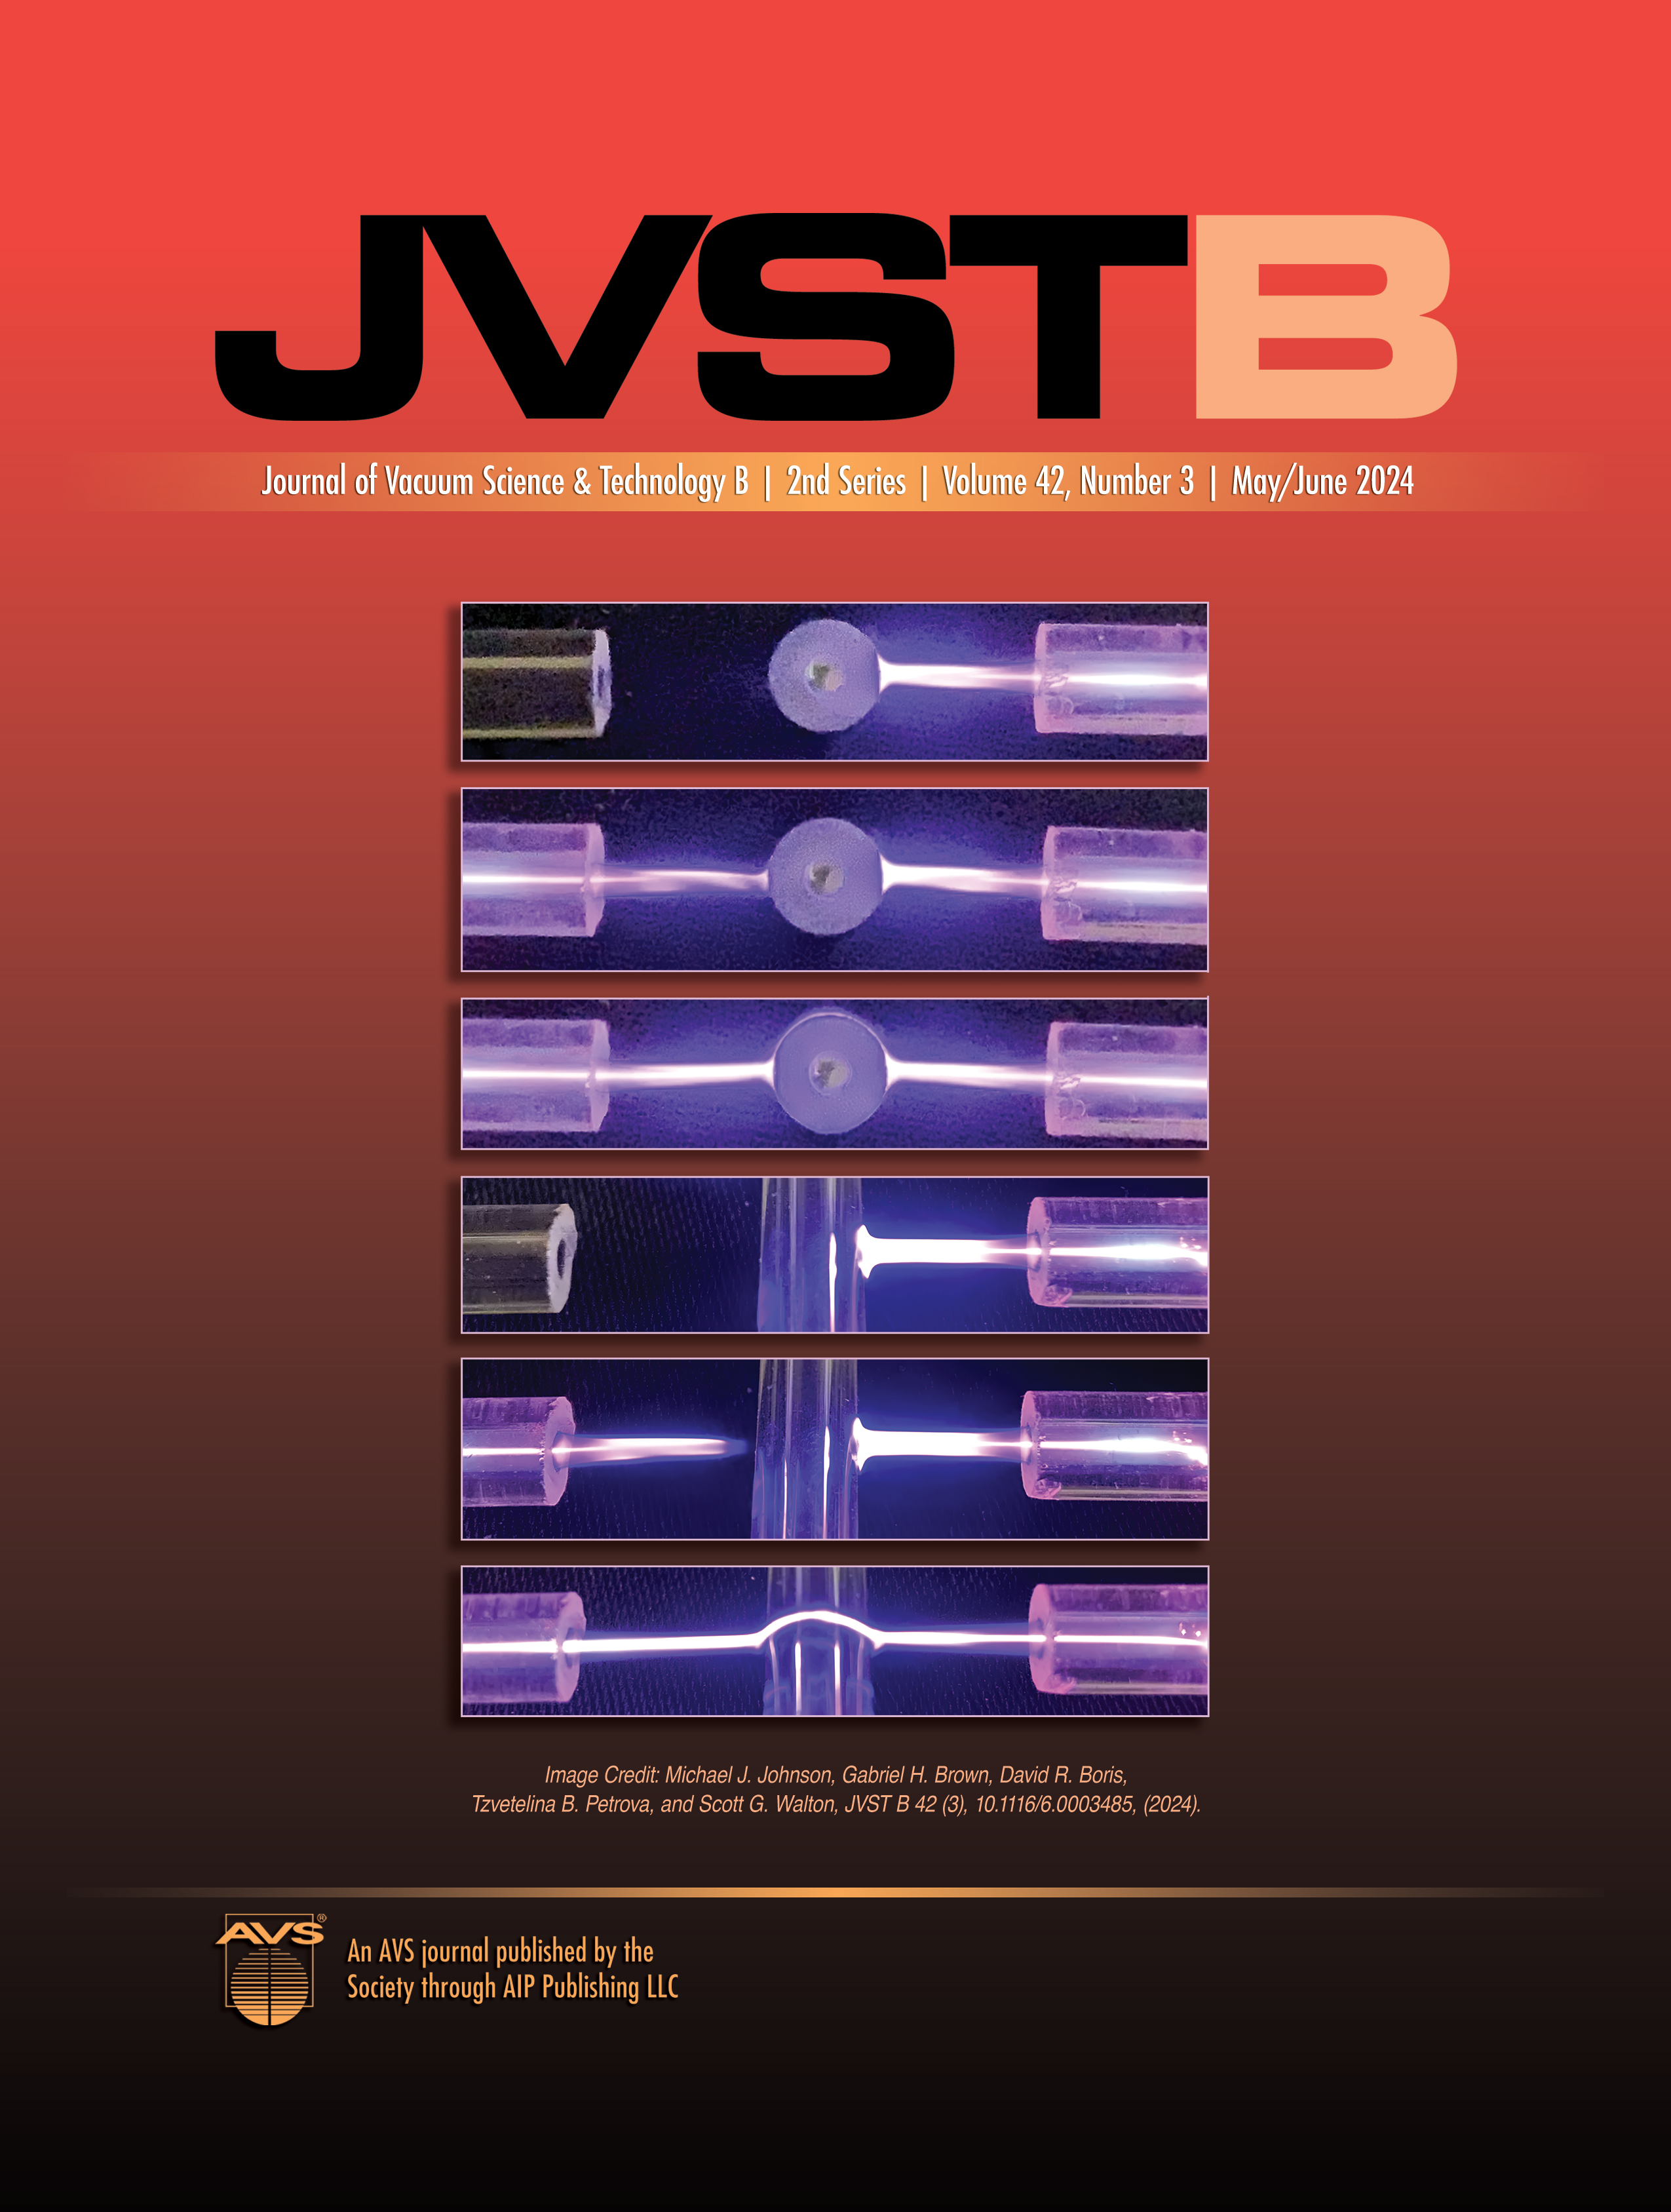 JVSTB
Journal of Vacuum Science & Technology B | 2nd Series | Volume 42, Number 3 | May/June 2024
Image Credit: Michael J. Johnson, Gabriel H. Brown, David R. Boris,
Tzvetelina B. Petrova, and Scott G. Walton, JVST B 42 (3), 10.1116/6.0003485, (2024).
AVS®
An AVS journal published by the
Society through AIP Publishing LLC